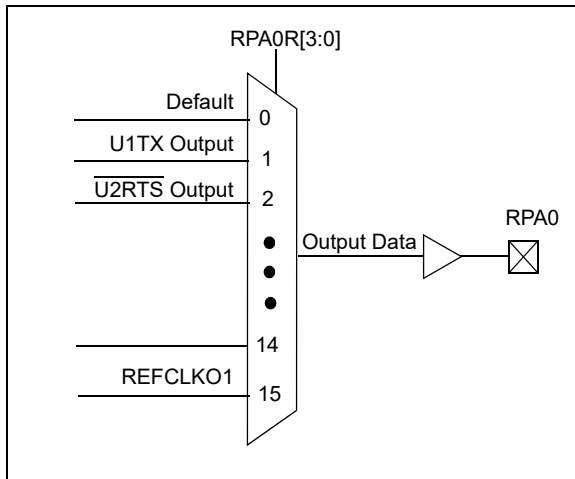 RPA0R[3:0]
Default
0
U1TX Output
1
U2RTS Output
2
Output Data
RPA0
14
REFCLKO1
15